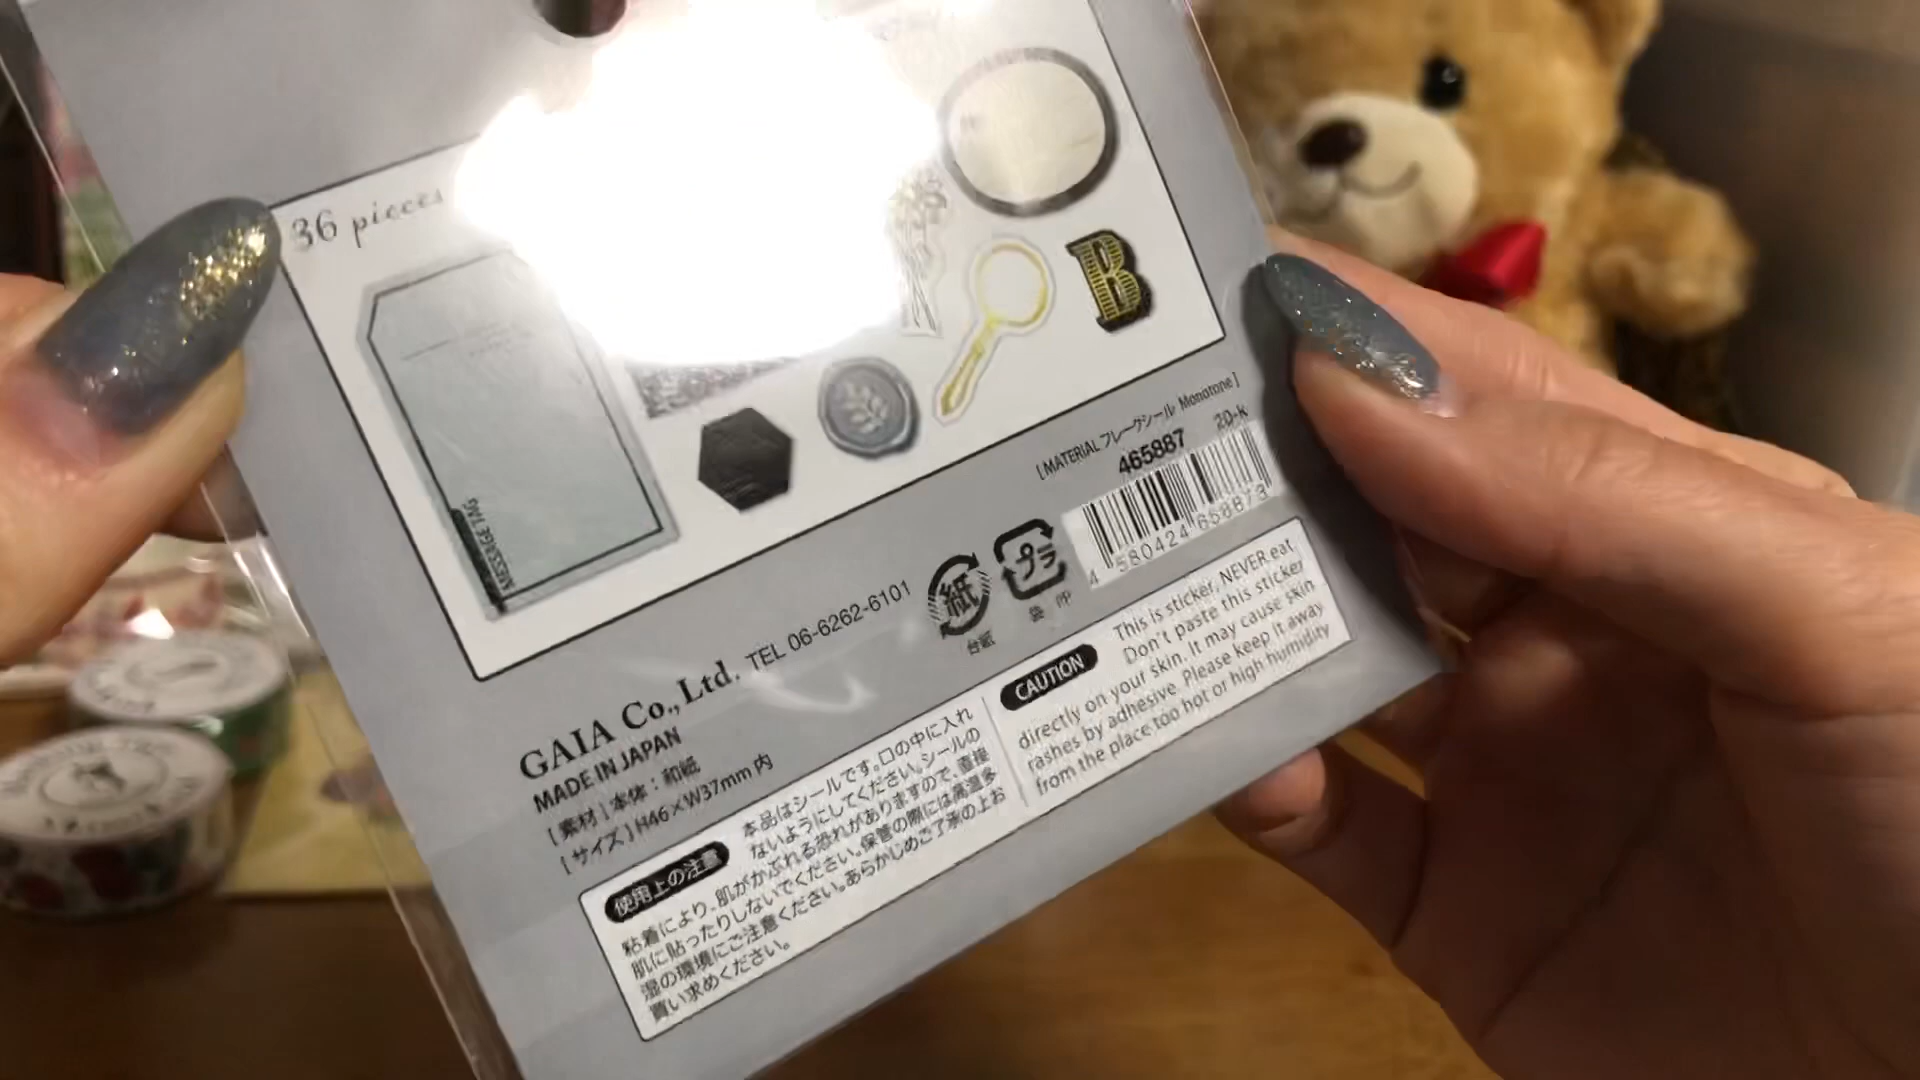 36 pieces
MESSAGE TAG
B
[MATERIAL フレークシール Monotone]
465887 20-K
4 580424 658873
紙
台紙
プラ
袋 PP
GAIA Co., Ltd. TEL 06-6262-6101
MADE IN JAPAN
[素材]本体：和紙
[サイズ]H46×W37mm 内
使用上の注意
本品はシールです。口の中に入れ
ないようにしてください。シールの
粘着により、肌がかぶれる恐れがありますので、直接
肌に貼ったりしないでください。保管の際には高温多
湿の環境にご注意ください。あらかじめご了承の上お
買い求めください。
CAUTION
This is sticker, NEVER eat.
Don't paste this sticker
directly on your skin. It may cause skin
rashes by adhesive. Please keep it away
from the place too hot or high humidity